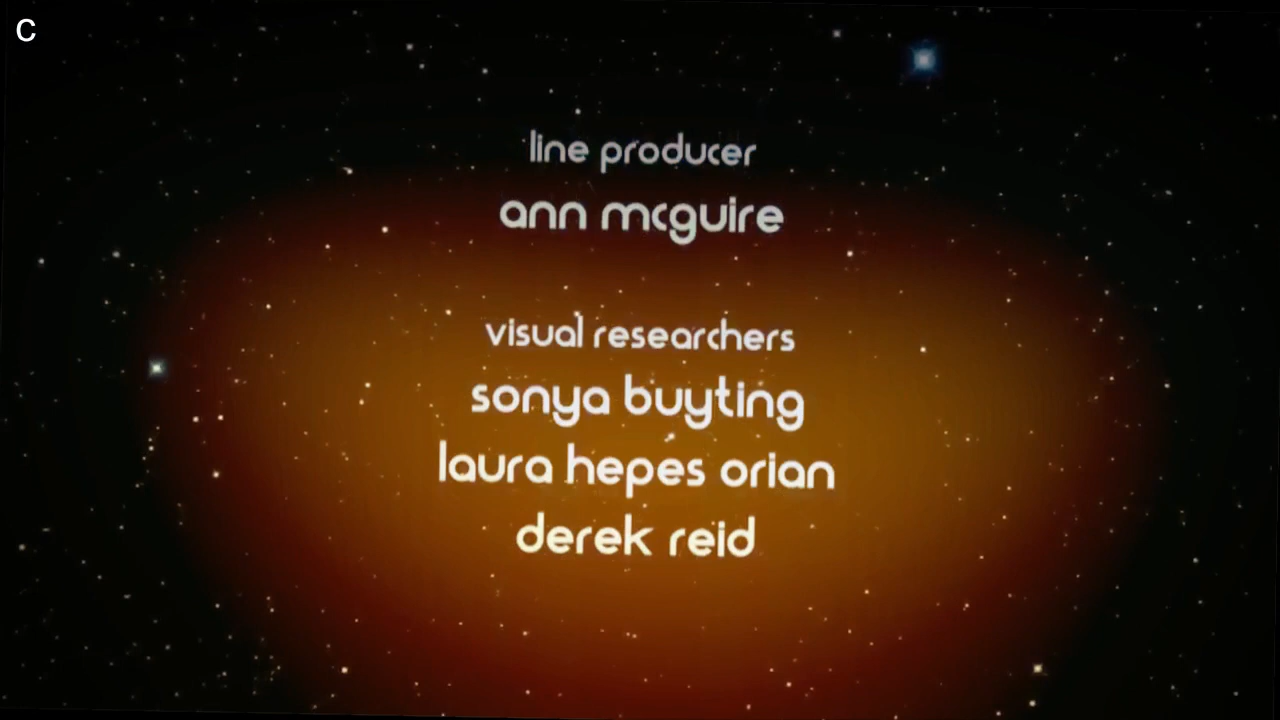 C
line producer
ann mcguire
visual researchers
sonya buyting
laura hepes orian
derek reid